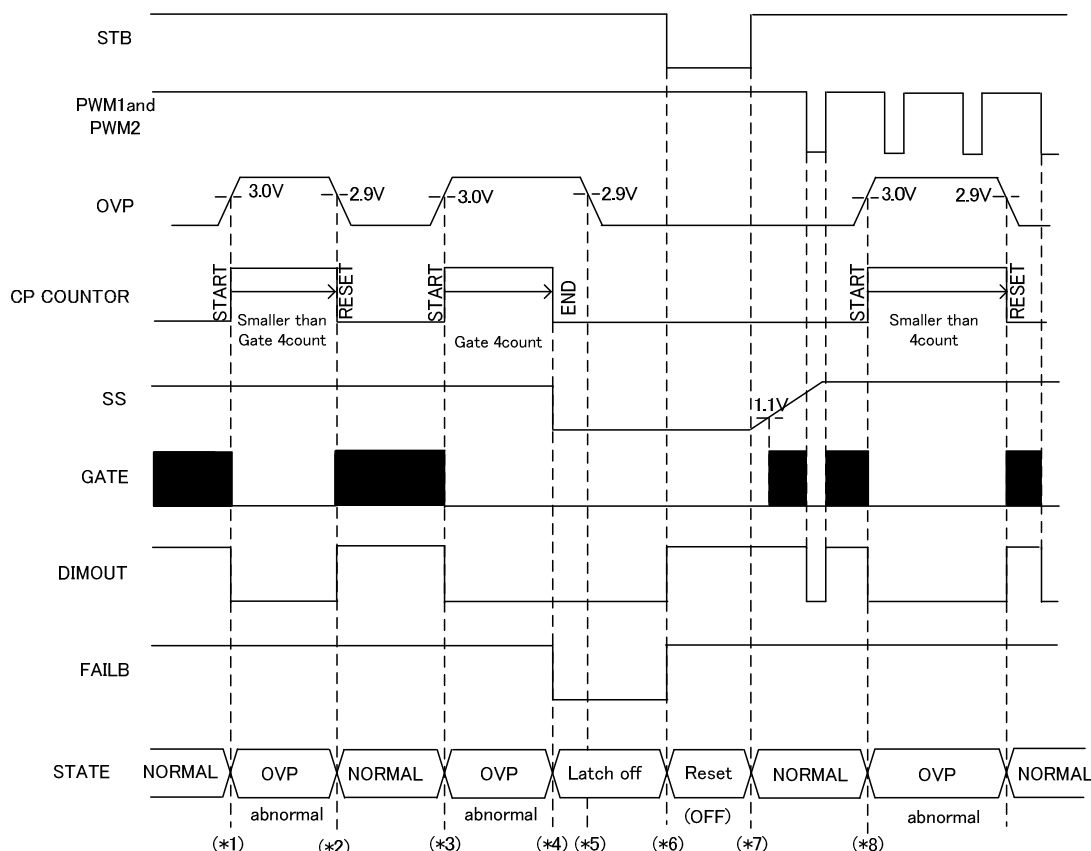 STB
PWM1and
PWM2
OVP
3.0V
2.9V
3.0V
2.9V
3.0V
2.9V
CP COUNTOR
START
RESET
START
END
START
RESET
Smaller than
Gate 4count
Gate 4count
Smaller than
4count
SS
1.1V
GATE
DIMOUT
FAILB
STATE
NORMAL
OVP
NORMAL
OVP
Latch off
Reset
NORMAL
OVP
NORMAL
abnormal
abnormal
(OFF)
abnormal
(*1)
(*2)
(*3)
(*4)
(*5)
(*6)
(*7)
(*8)